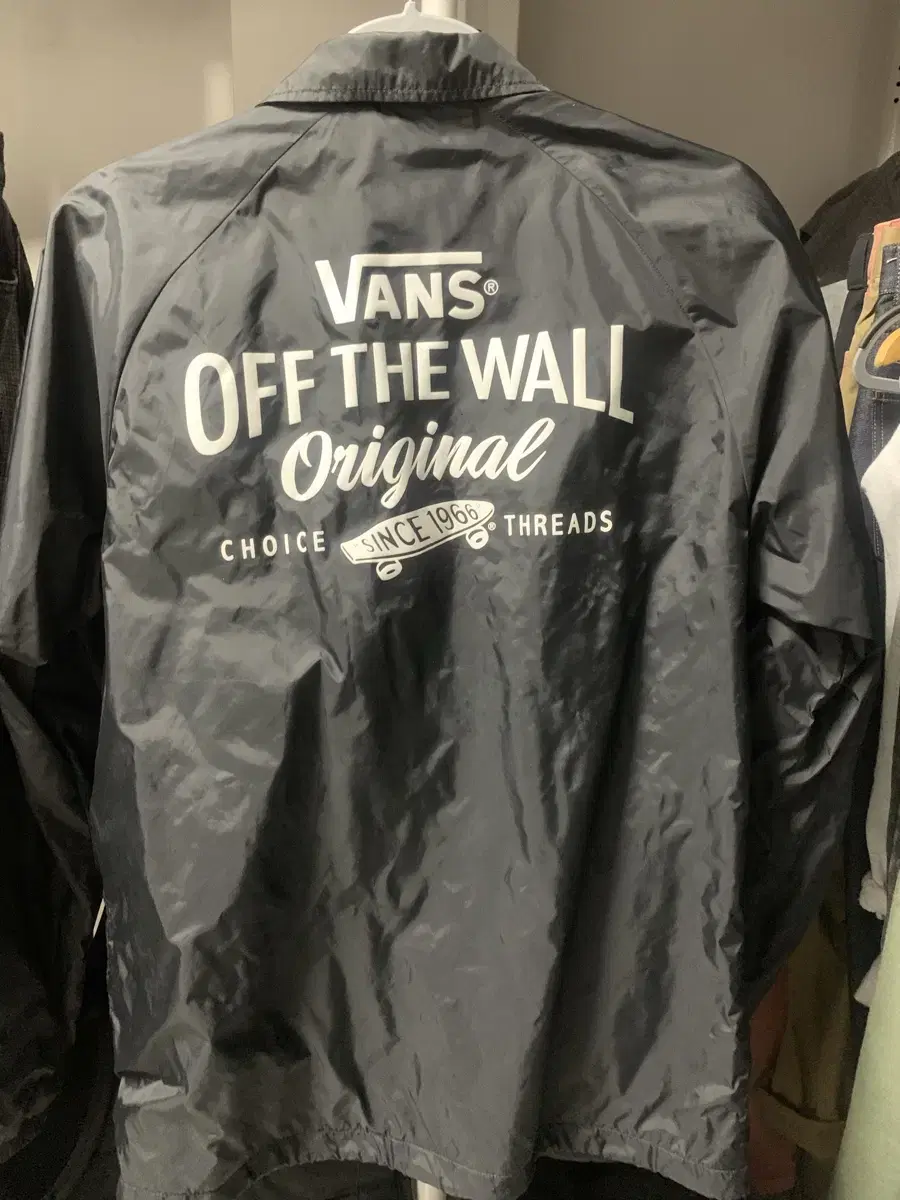 VANS®
OFF THE WALL
Original
CHOICE SINCE 1966® THREADS